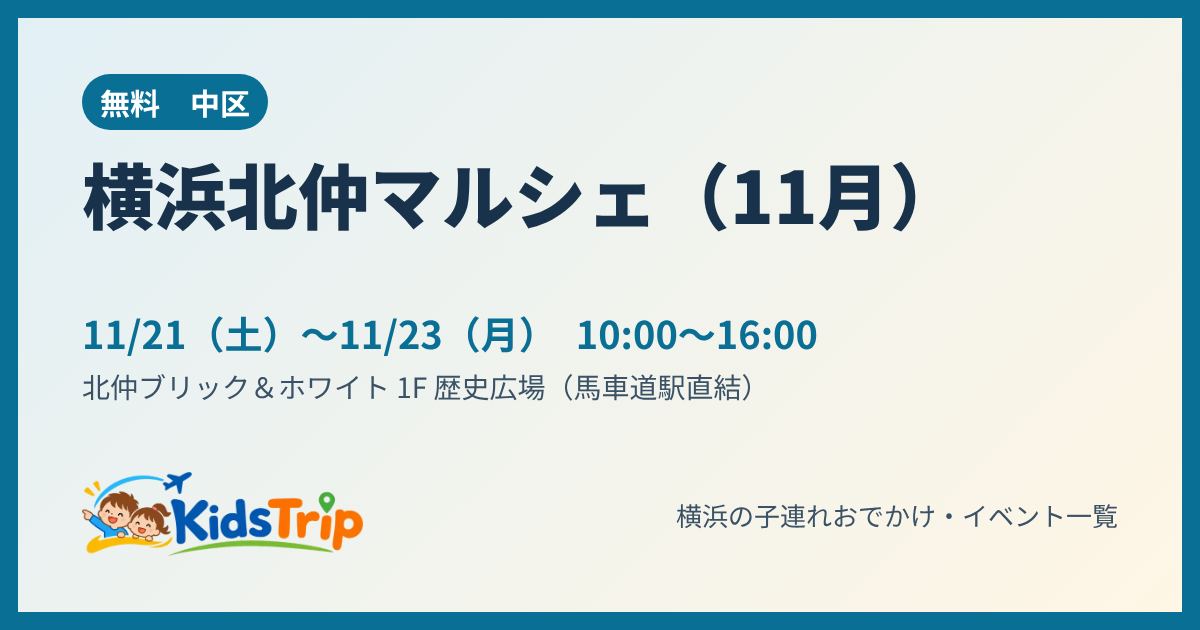 無料　中区
横浜北仲マルシェ（11月）
11/21（土）〜11/23（月）　10:00〜16:00
北仲ブリック＆ホワイト 1F 歴史広場（馬車道駅直結）
KidsTrip
横浜の子連れおでかけ・イベント一覧